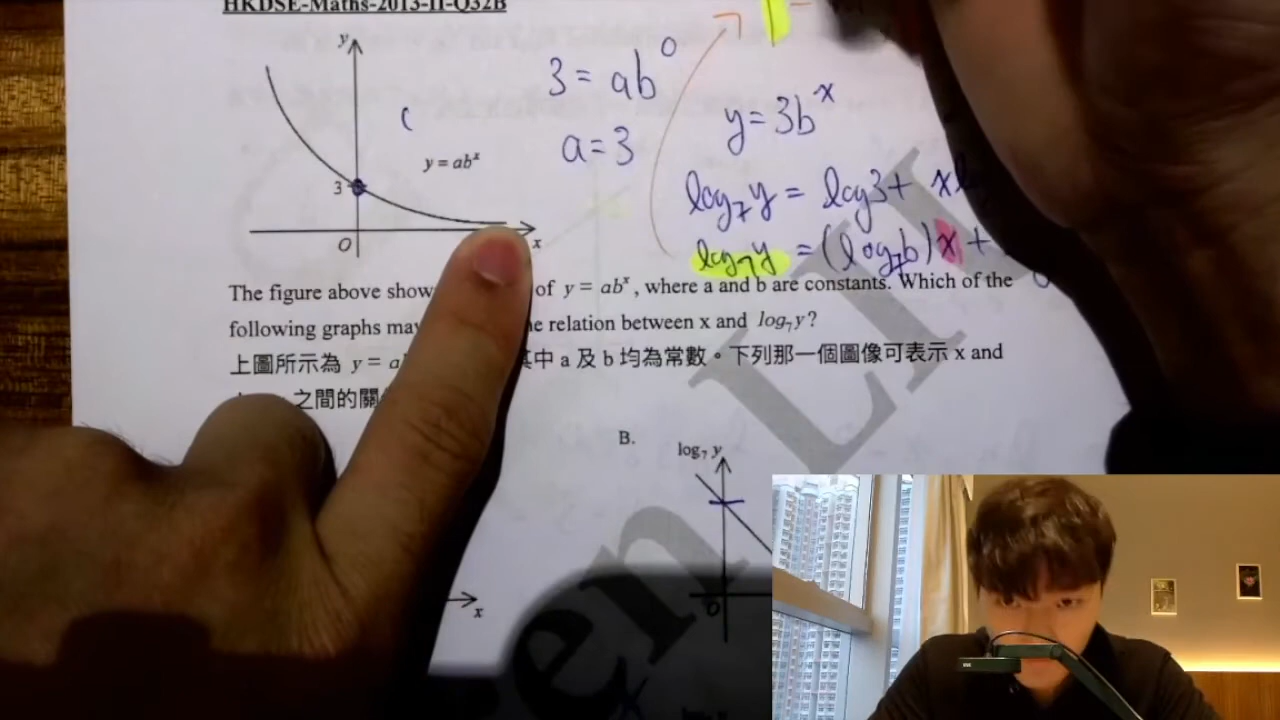 HKDSE-Maths-2013-II-Q32B
y
3 = ab⁰
a = 3
y = 3bˣ
y = abˣ
3
O
x
log₇y = log3 + x
log₇y = (log₇b)x +
The figure above show of y = abˣ, where a and b are constants. Which of the
following graphs may relation between x and log₇y?
上圖所示為 y = a 其中 a 及 b 均為常數。下列那一個圖像可表示 x and
之間的關
B.
log₇ y
O
x